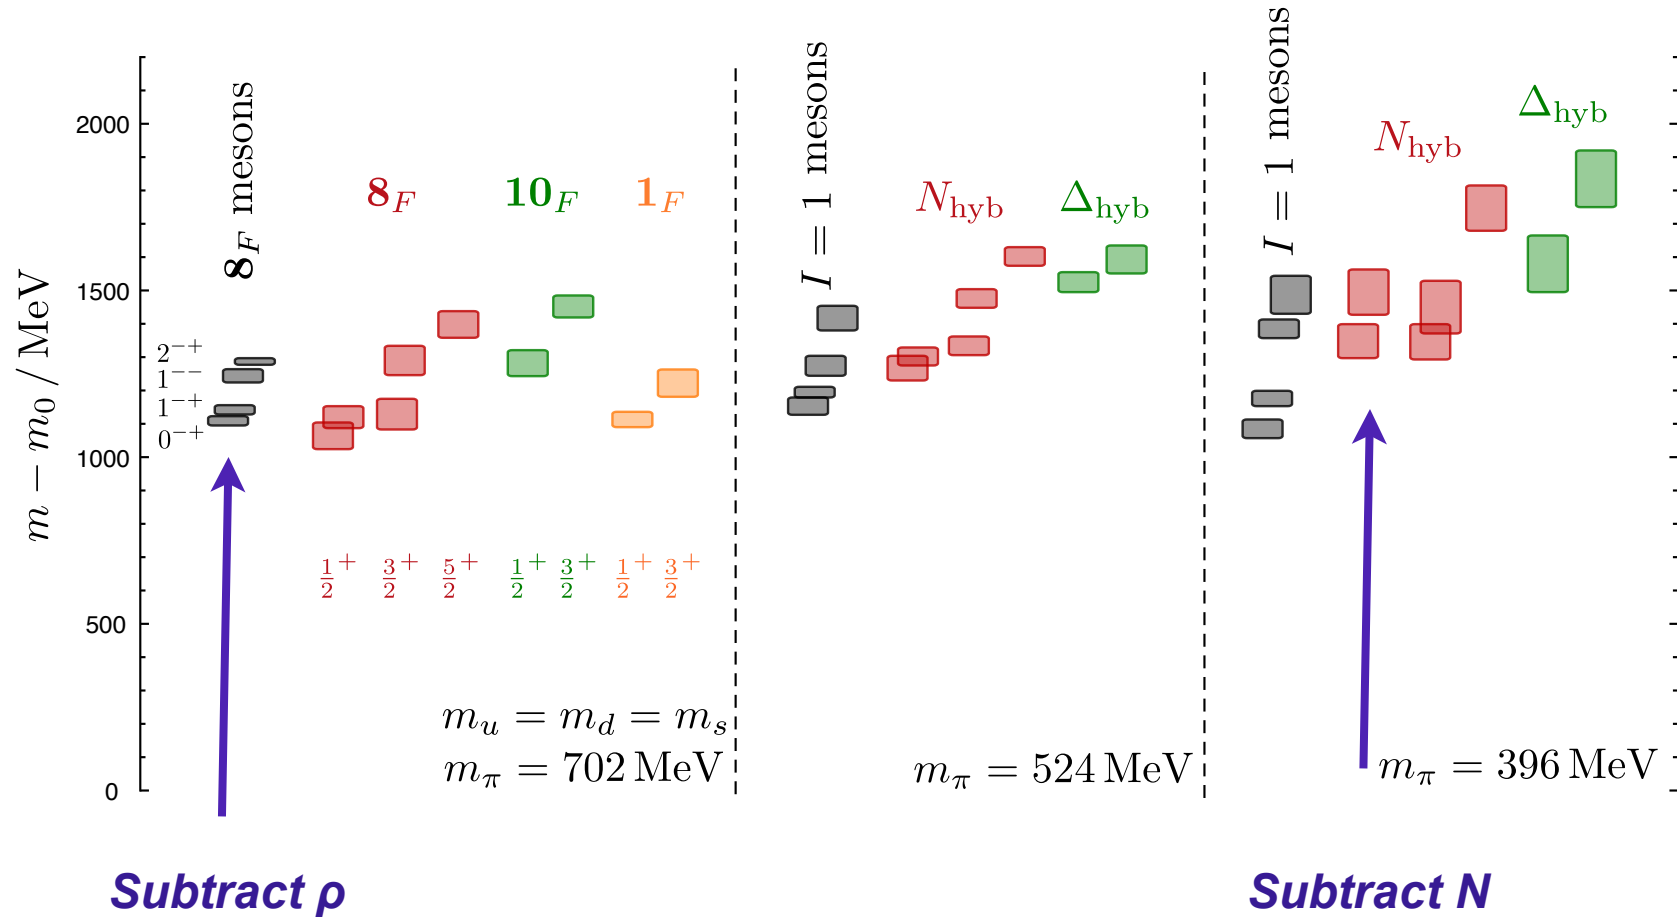 m − m₀ / MeV
2000
1500
1000
500
0
8_F mesons
2⁻⁺
1⁻⁻
1⁻⁺
0⁻⁺
8_F
10_F
1_F
1/2⁺ 3/2⁺ 5/2⁺ 1/2⁺ 3/2⁺ 1/2⁺ 3/2⁺
m_u = m_d = m_s
m_π = 702 MeV
I = 1 mesons
N_hyb
Δ_hyb
m_π = 524 MeV
I = 1 mesons
N_hyb
Δ_hyb
m_π = 396 MeV
Subtract ρ
Subtract N